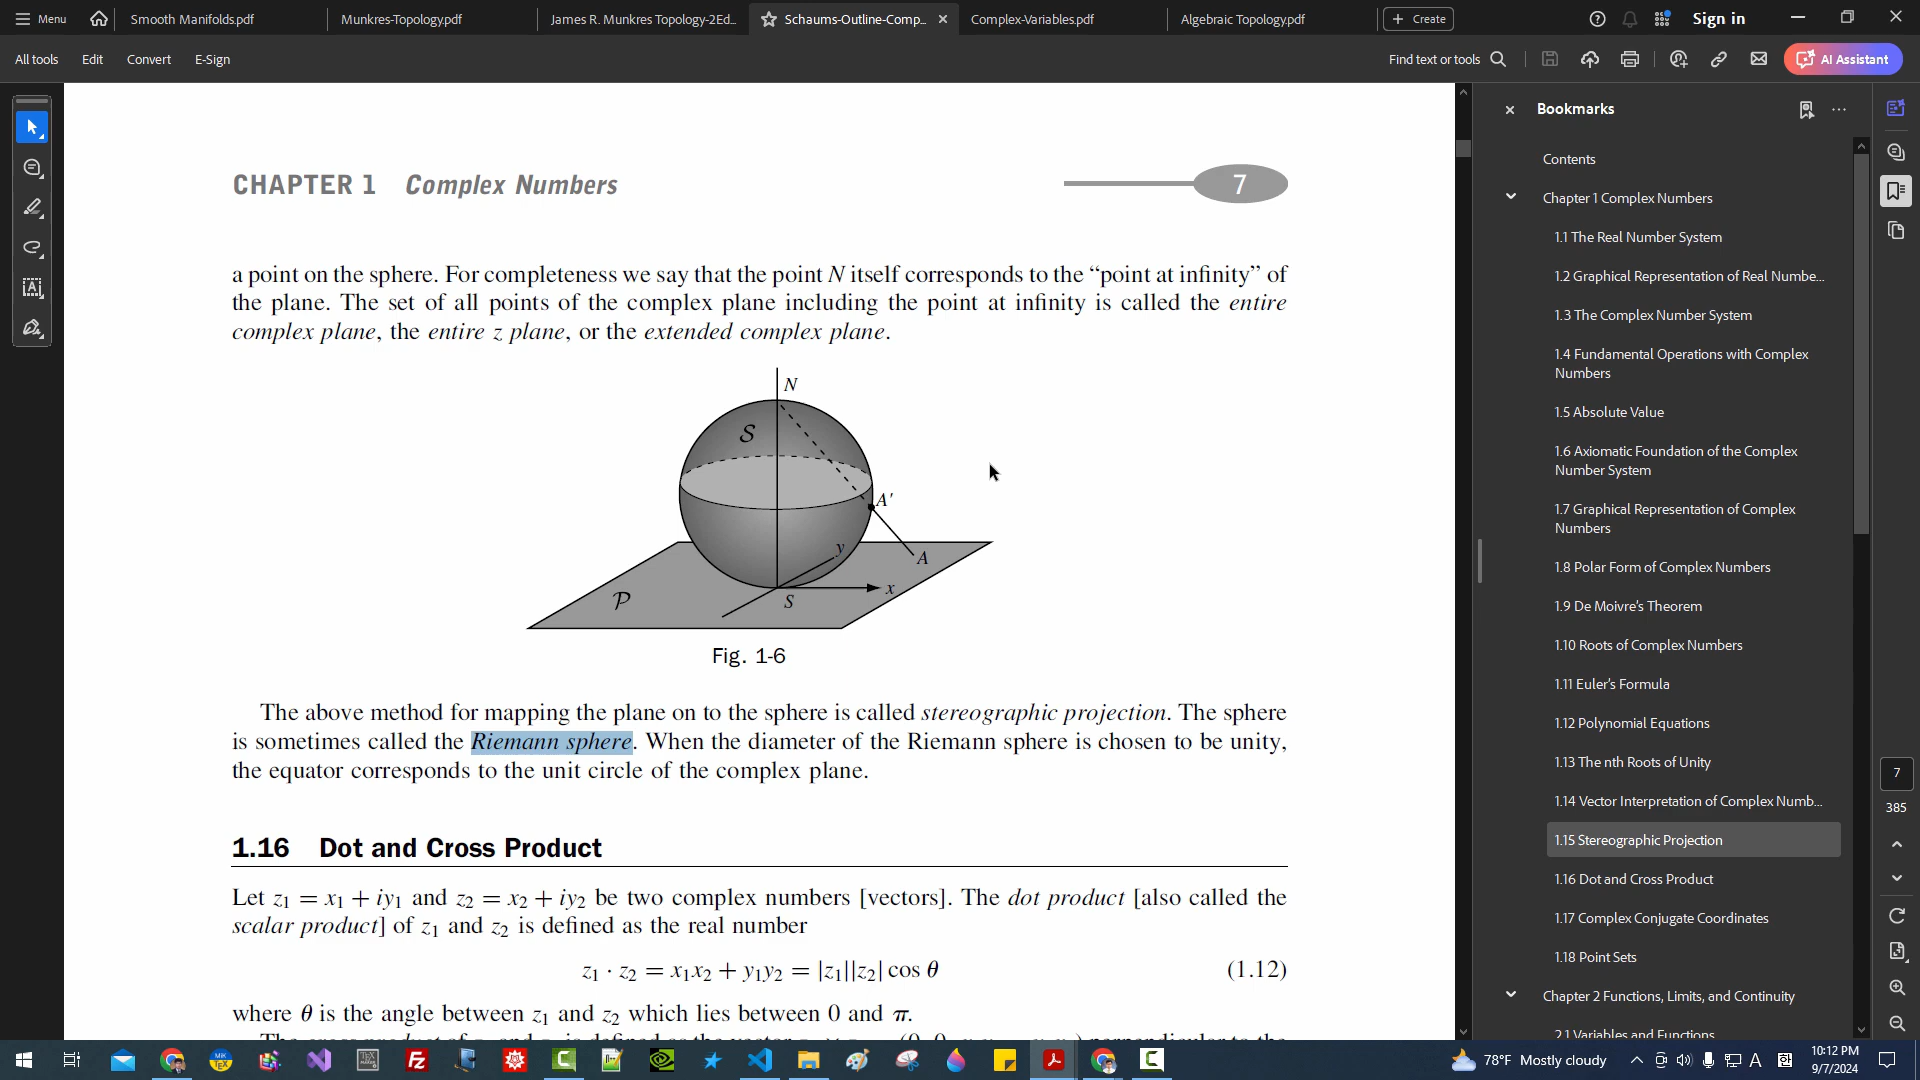 Menu
Smooth Manifolds.pdf
Munkres-Topology.pdf
James R. Munkres Topology-2Ed...
Schaums-Outline-Comp...
Complex-Variables.pdf
Algebraic Topology.pdf
Create
Sign in
All tools
Edit
Convert
E-Sign
Find text or tools
AI Assistant
CHAPTER 1 Complex Numbers
7
a point on the sphere. For completeness we say that the point N itself corresponds to the “point at infinity” of
the plane. The set of all points of the complex plane including the point at infinity is called the entire
complex plane, the entire z plane, or the extended complex plane.
N
S
A′
y
A
x
P
S
Fig. 1-6
The above method for mapping the plane on to the sphere is called stereographic projection. The sphere
is sometimes called the Riemann sphere. When the diameter of the Riemann sphere is chosen to be unity,
the equator corresponds to the unit circle of the complex plane.
1.16 Dot and Cross Product
Let z₁ = x₁ + iy₁ and z₂ = x₂ + iy₂ be two complex numbers [vectors]. The dot product [also called the
scalar product] of z₁ and z₂ is defined as the real number
z₁ · z₂ = x₁x₂ + y₁y₂ = |z₁||z₂| cos θ (1.12)
where θ is the angle between z₁ and z₂ which lies between 0 and π.
Bookmarks
Contents
Chapter 1 Complex Numbers
1.1 The Real Number System
1.2 Graphical Representation of Real Numbe...
1.3 The Complex Number System
1.4 Fundamental Operations with Complex
Numbers
1.5 Absolute Value
1.6 Axiomatic Foundation of the Complex
Number System
1.7 Graphical Representation of Complex
Numbers
1.8 Polar Form of Complex Numbers
1.9 De Moivre’s Theorem
1.10 Roots of Complex Numbers
1.11 Euler’s Formula
1.12 Polynomial Equations
1.13 The nth Roots of Unity
1.14 Vector Interpretation of Complex Numb...
1.15 Stereographic Projection
1.16 Dot and Cross Product
1.17 Complex Conjugate Coordinates
1.18 Point Sets
Chapter 2 Functions, Limits, and Continuity
2.1 Variables and Functions
7
385
78°F Mostly cloudy
A
10:12 PM
9/7/2024